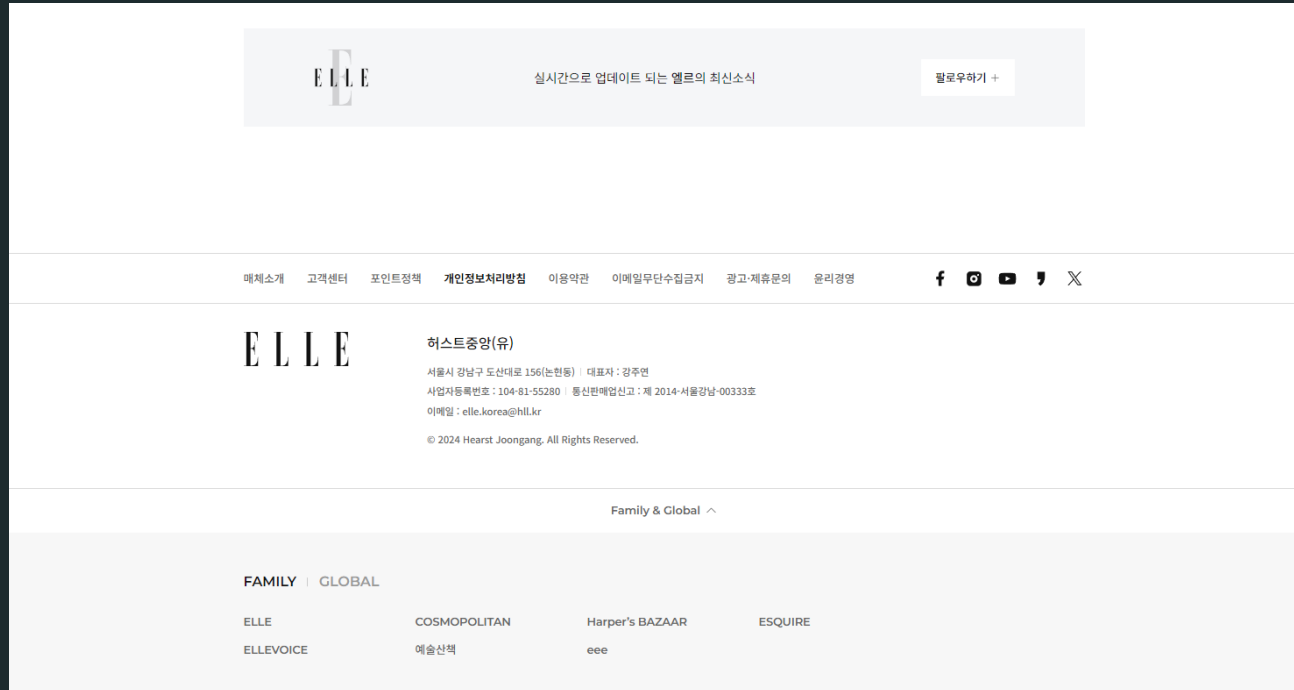 ELLE
실시간으로 업데이트 되는 엘르의 최신소식
팔로우하기 +
매체소개 고객센터 포인트정책 개인정보처리방침 이용약관 이메일무단수집금지 광고·제휴문의 윤리경영
ELLE
허스트중앙(유)
서울시 강남구 도산대로 156(논현동) | 대표자 : 강주연
사업자등록번호 : 104-81-55280 | 통신판매업신고 : 제 2014-서울강남-00333호
이메일 : elle.korea@hll.kr
© 2024 Hearst Joongang. All Rights Reserved.
Family & Global
FAMILY | GLOBAL
ELLE COSMOPOLITAN Harper's BAZAAR ESQUIRE
ELLEVOICE 예술산책 eee